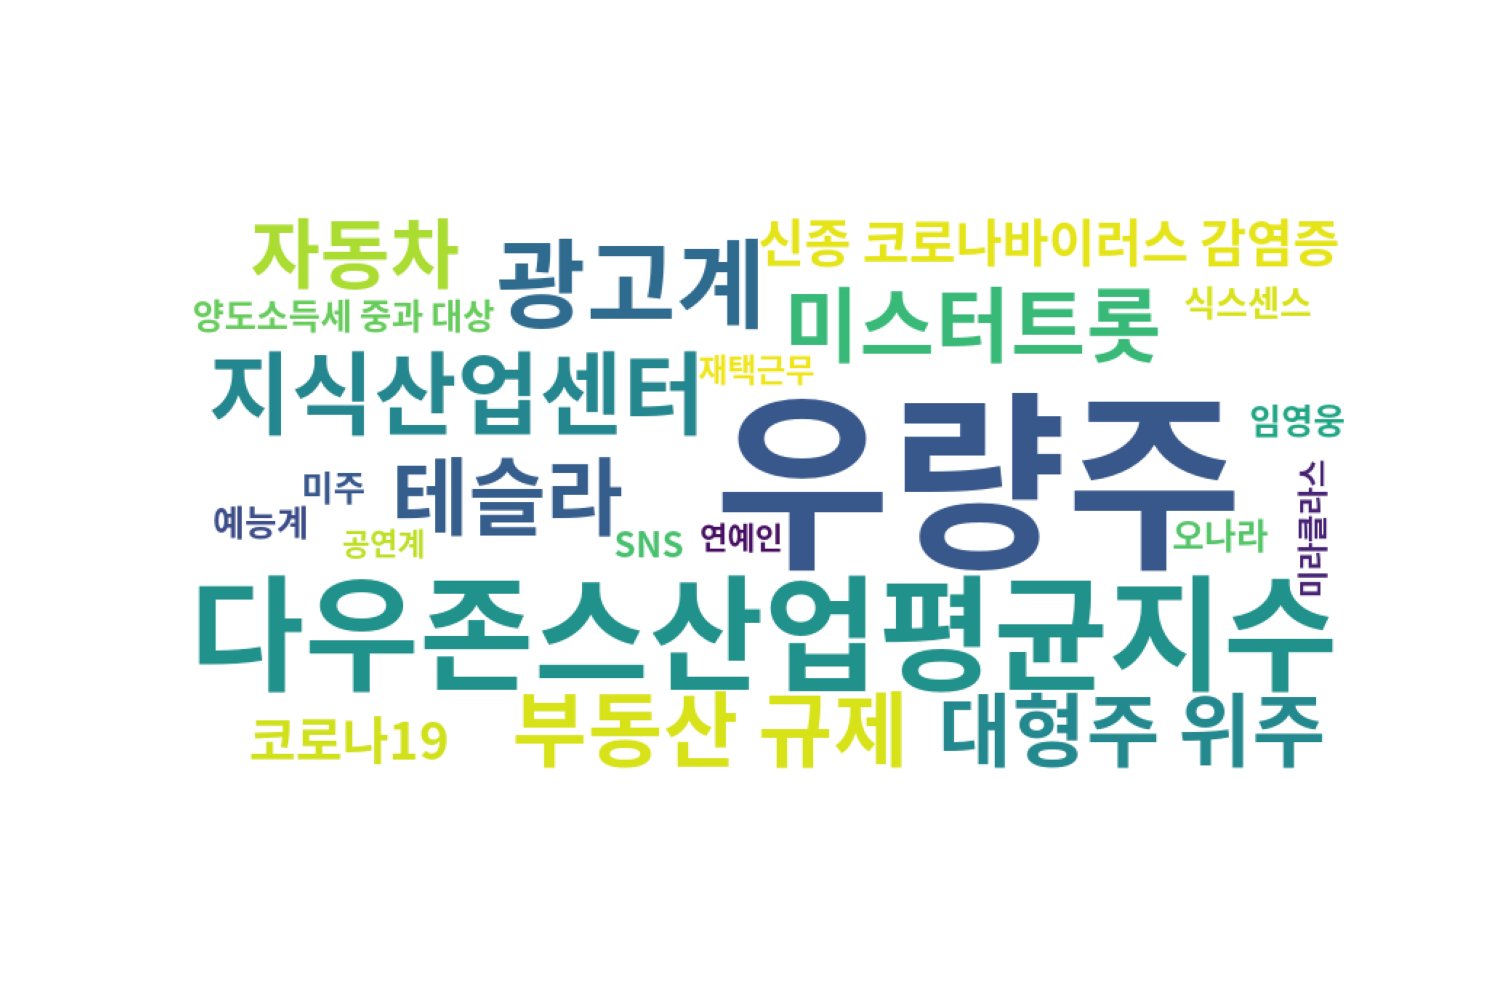 자동차
광고계
신종 코로나바이러스 감염증
양도소득세 중과 대상
미스터트롯
식스센스
지식산업센터
재택근무
우량주
임영웅
미주
테슬라
예능계
공연계
SNS
연예인
오나라
미라클라스
다우존스산업평균지수
코로나19
부동산 규제
대형주 위주